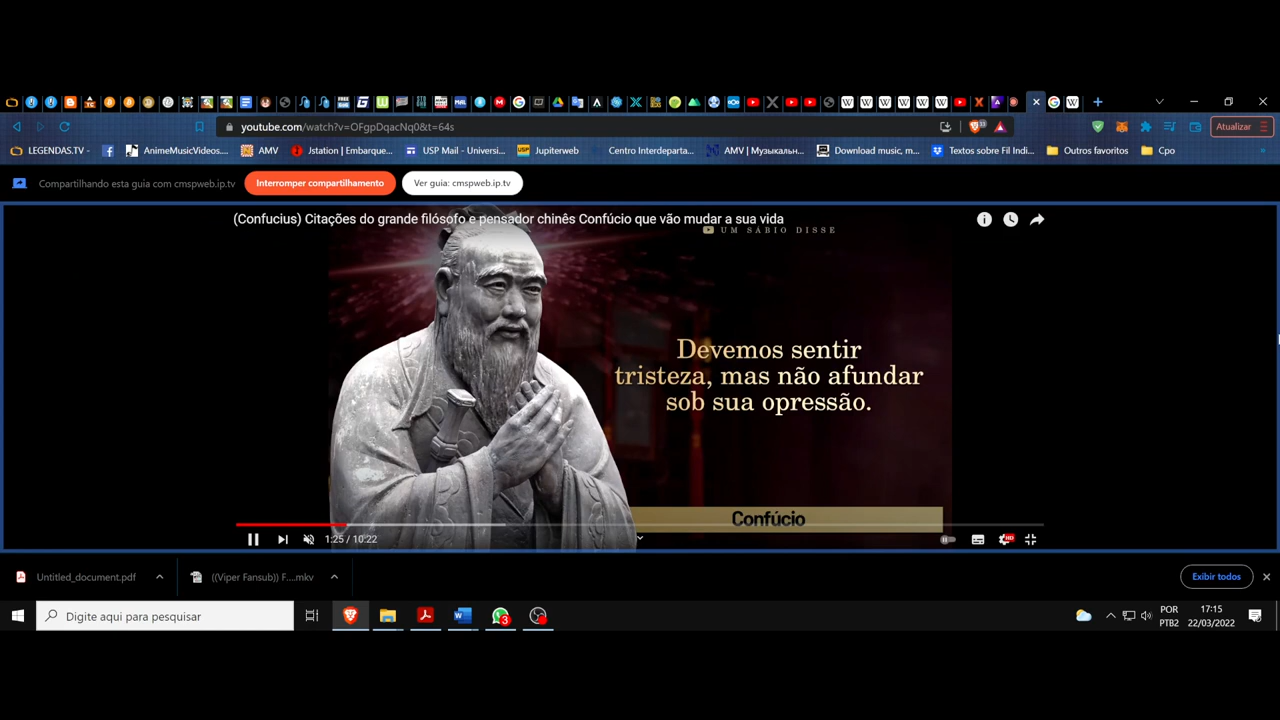 youtube.com/watch?v=OFgpDqacNq0&t=64s
Atualizar
LEGENDAS.TV -
AnimeMusicVideos...
AMV
Jstation | Embarque...
USP Mail - Universi...
Jupiterweb
Centro Interdeparta...
AMV | Музыкальн...
Download music, m...
Textos sobre Fil Indi...
Outros favoritos
Cpo
Compartilhando esta guia com cmspweb.ip.tv
Interromper compartilhamento
Ver guia: cmspweb.ip.tv
(Confucius) Citações do grande filósofo e pensador chinês Confúcio que vão mudar a sua vida
UM SÁBIO DISSE
Devemos sentir
tristeza, mas não afundar
sob sua opressão.
Confúcio
1:25 / 10:22
HD
Untitled_document.pdf
((Viper Fansub)) F....mkv
Exibir todos
Digite aqui para pesquisar
3
POR
PTB2
17:15
22/03/2022